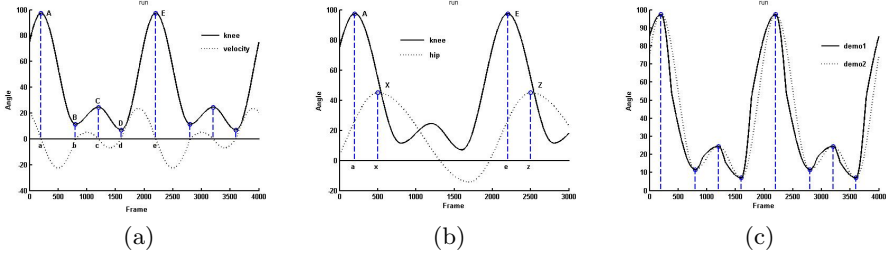 run
100
80
60
40
20
0
-20
-40
Angle
A
B
C
D
E
a
b
c
d
e
knee
velocity
0 500 1000 1500 2000 2500 3000 3500 4000
Frame
(a)
run
100
80
60
40
20
0
-20
Angle
A
X
E
Z
a
x
e
z
knee
hip
0 500 1000 1500 2000 2500 3000
Frame
(b)
run
100
90
80
70
60
50
40
30
20
10
0
Angle
demo1
demo2
0 500 1000 1500 2000 2500 3000 3500 4000
Frame
(c)